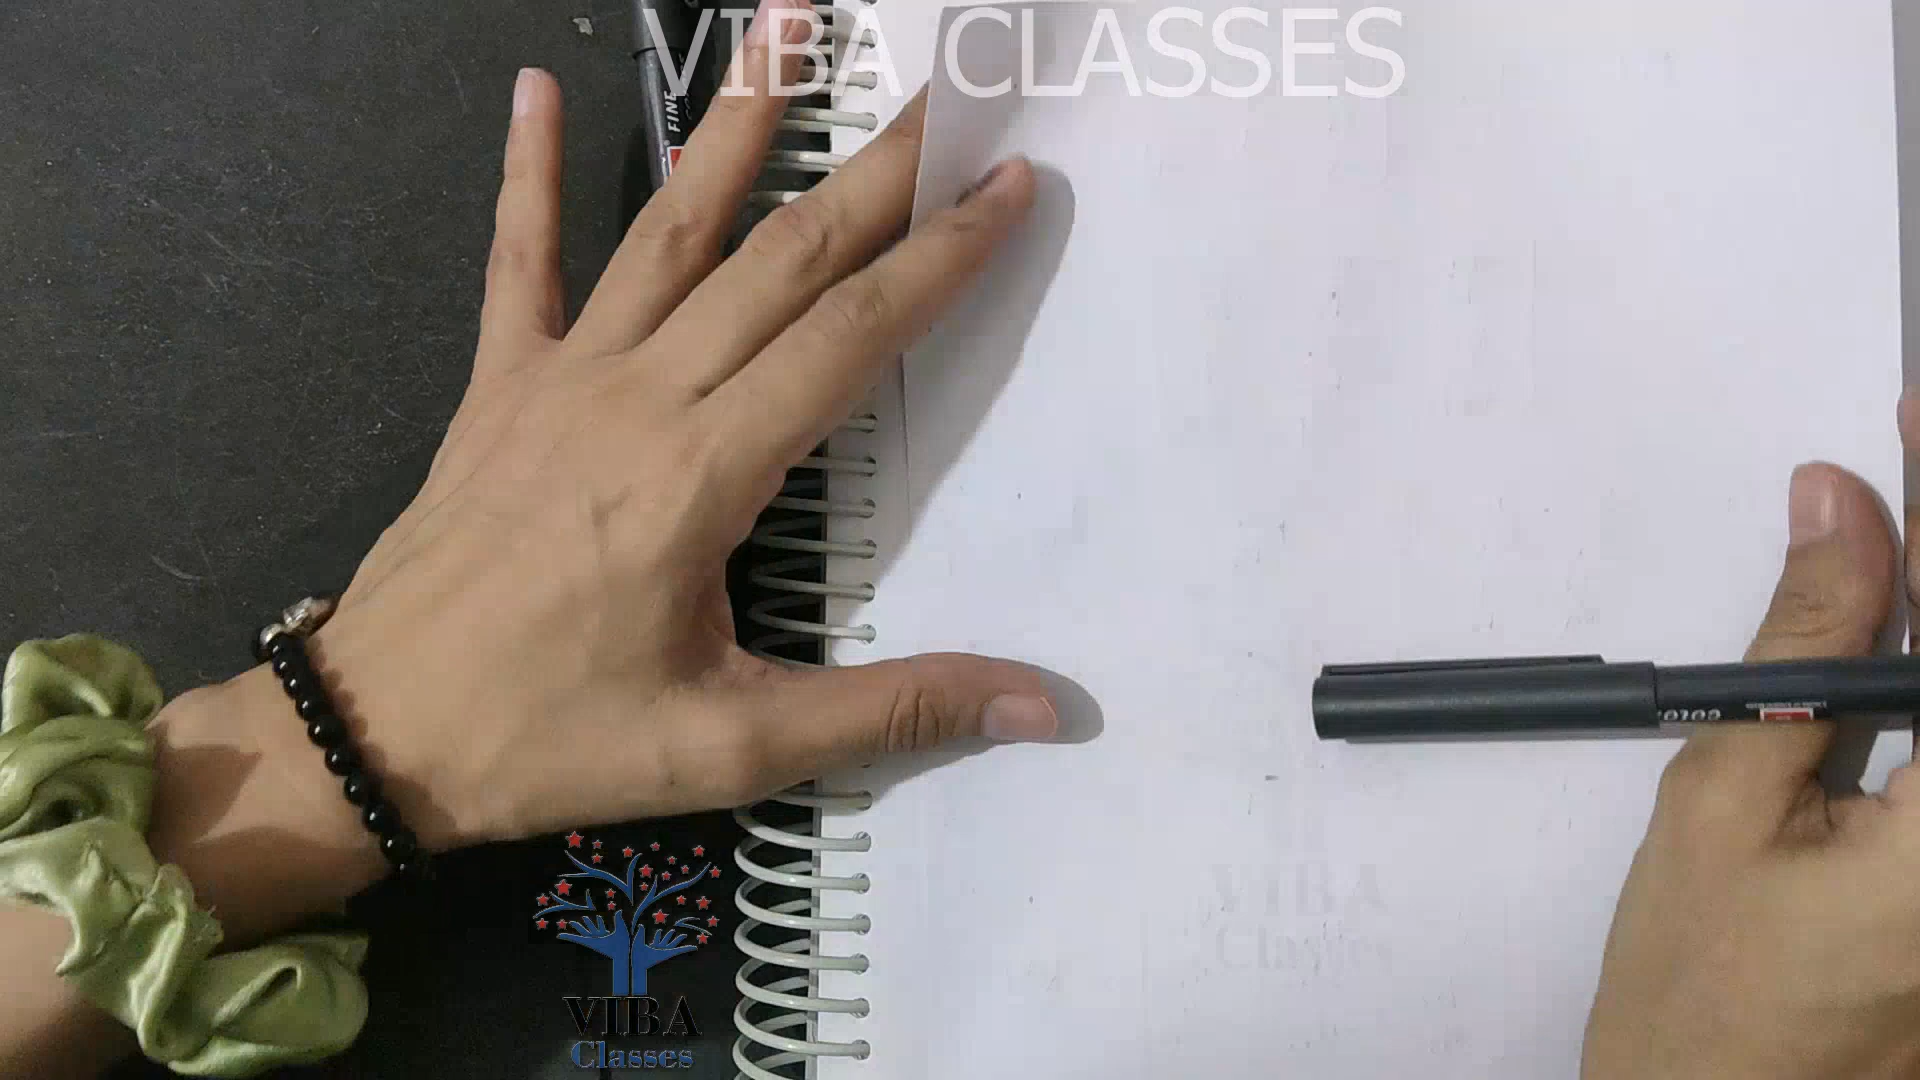 VIBA CLASSES
FINE
VIBA
Classes
VIBA
Classes